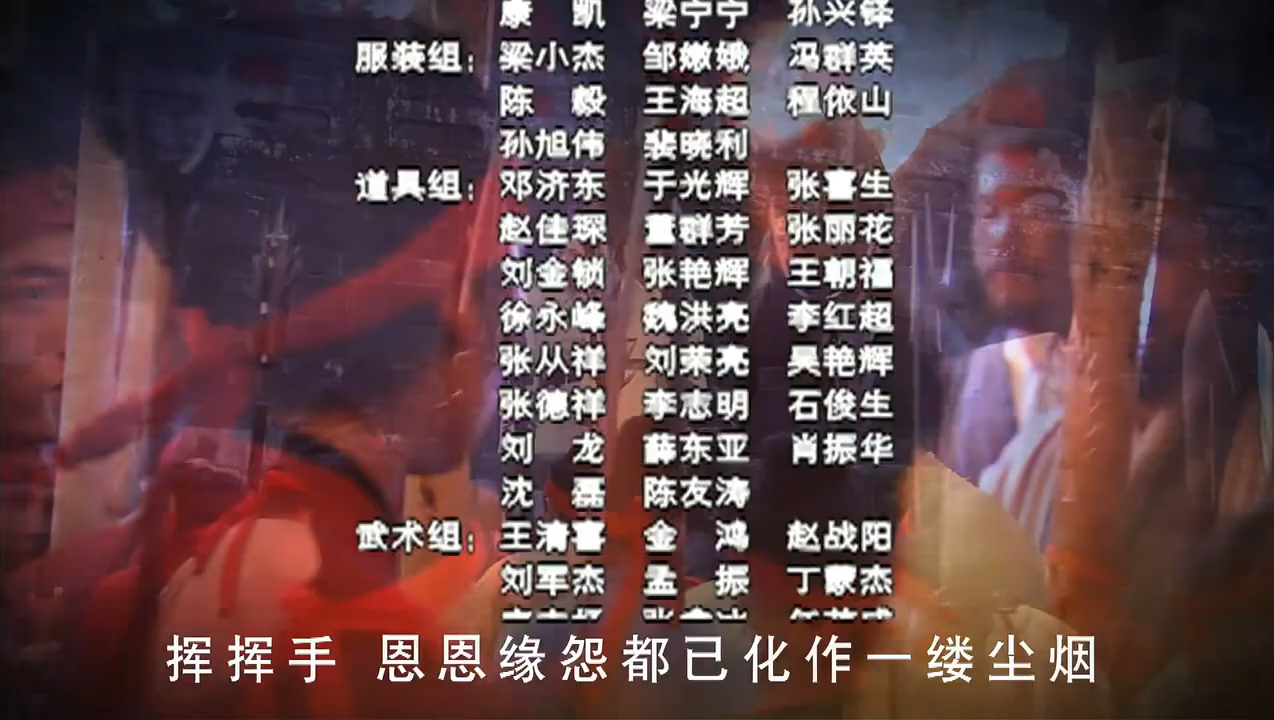 康 凯 梁宁宁 孙兴铎
服装组：梁小杰 邹嫩娥 冯群英
陈 毅 王海超 程依山
孙旭伟 裴晓利
道具组：邓济东 于光辉 张喜生
赵佳琛 董群芳 张丽花
刘金锁 张艳辉 王朝福
徐永峰 魏洪亮 李红超
张从祥 刘荣亮 吴艳辉
张德祥 李志明 石俊生
刘 龙 薛东亚 肖振华
沈 磊 陈友涛
武术组：王清喜 金 鸿 赵战阳
刘军杰 孟 振 丁蒙杰
挥挥手 恩恩缘怨都已化作一缕尘烟